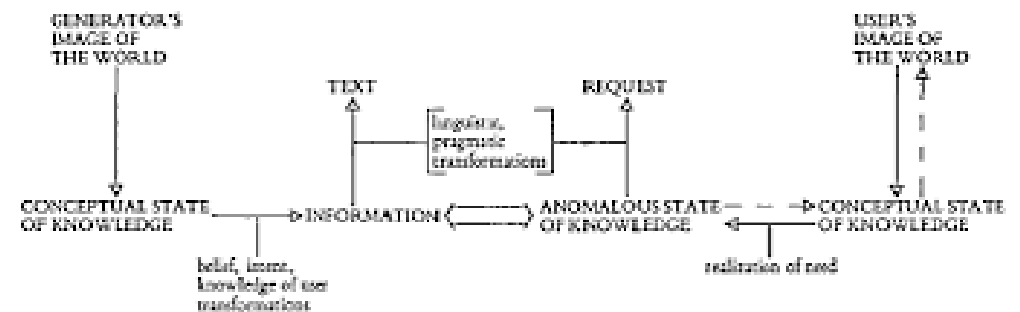 GENERATOR'S
IMAGE OF
THE WORLD
USER'S
IMAGE OF
THE WORLD
TEXT
REQUEST
linguistic,
pragmatic
transformations
CONCEPTUAL STATE
OF KNOWLEDGE
INFORMATION
ANOMALOUS STATE
OF KNOWLEDGE
CONCEPTUAL STATE
OF KNOWLEDGE
belief, intent,
knowledge of user
transformations
realization of need